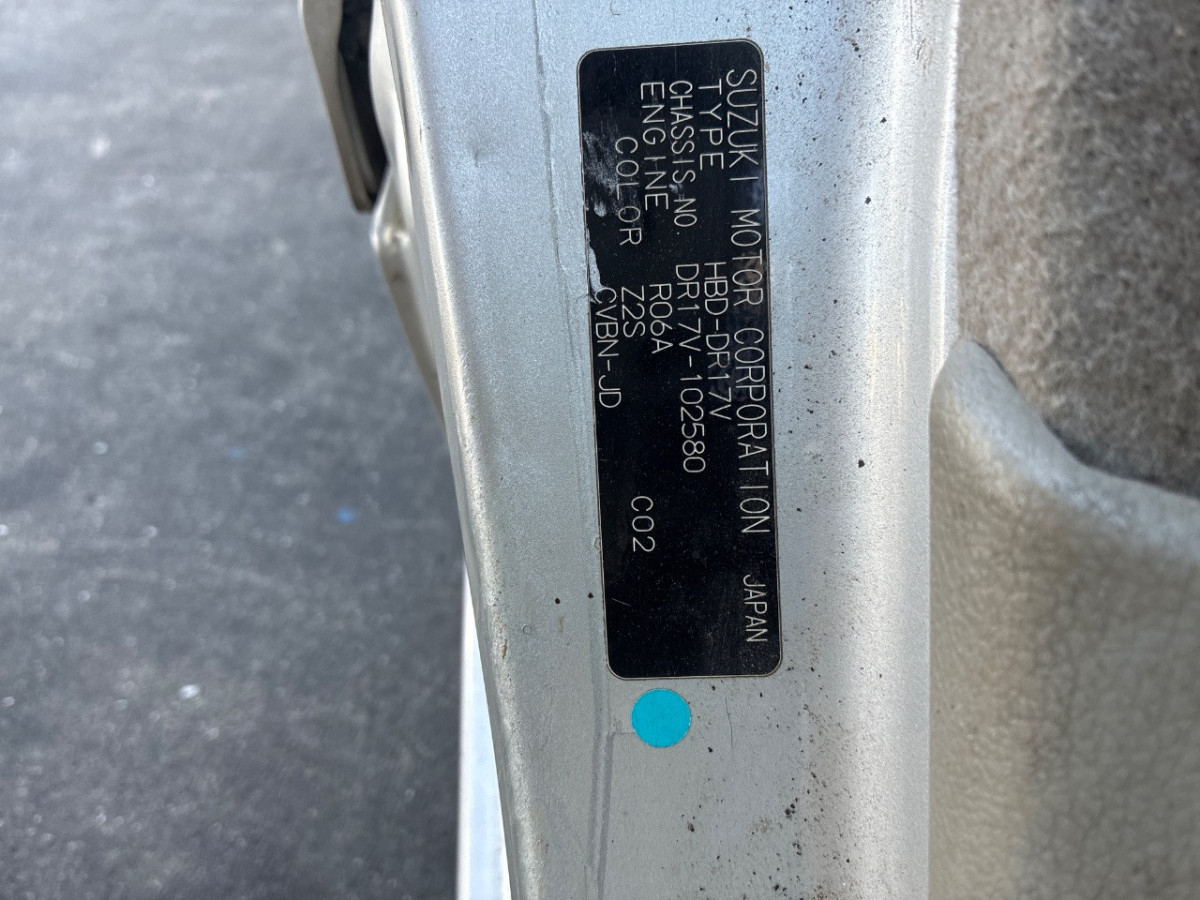 SUZUKI MOTOR CORPORATION JAPAN
TYPE HBD-DR17V
CHASSIS NO DR17V-102580
ENGINE R06A
COLOR Z2S C02
CVBN-JD